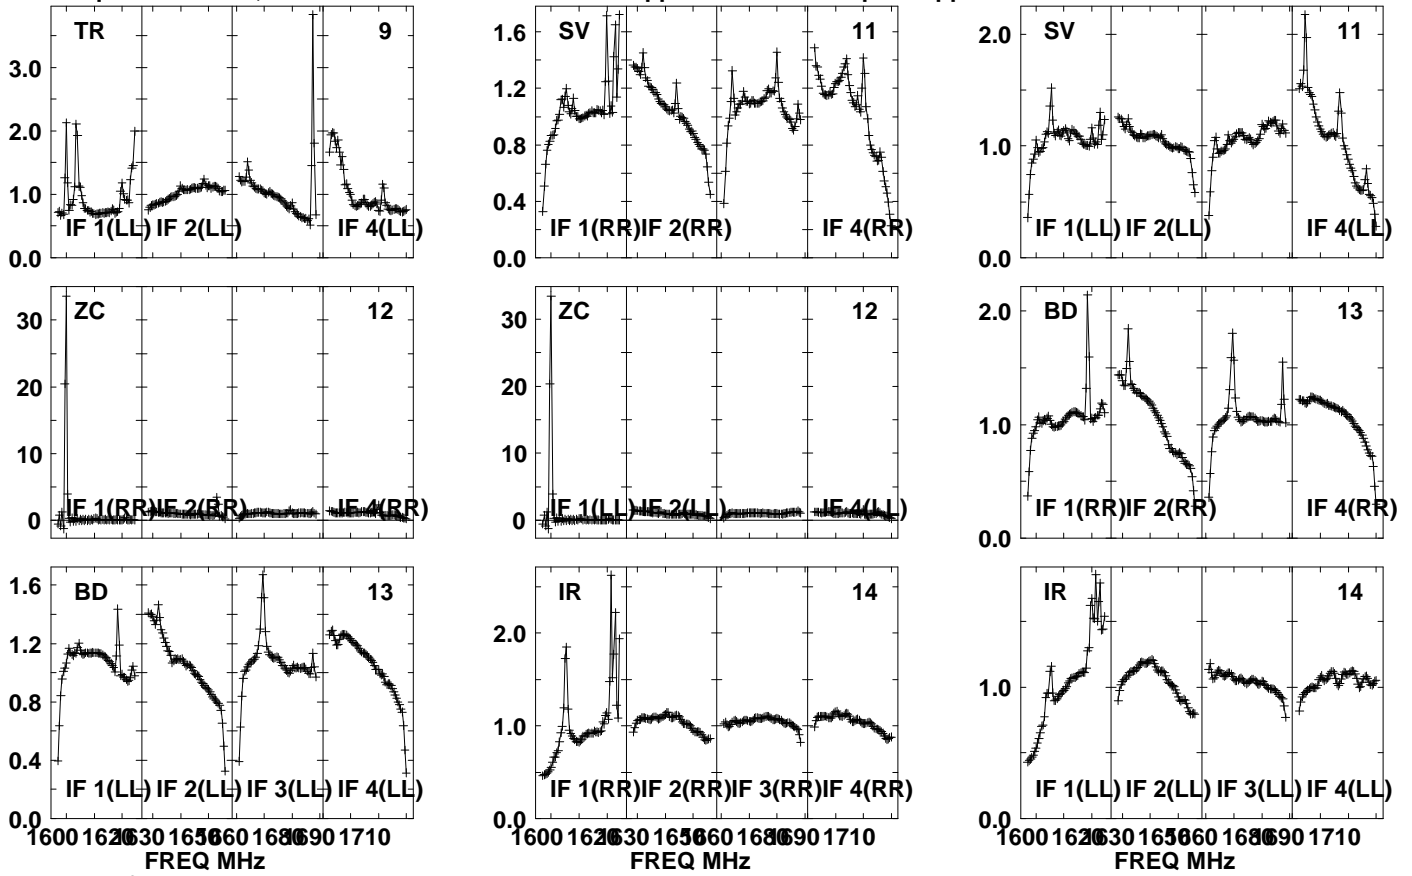 TR 9
3.0
2.0
1.0
0.0
IF 1(LL) IF 2(LL) IF 4(LL)
SV 11
1.6
1.2
0.8
0.4
0.0
IF 1(RR) IF 2(RR) IF 4(RR)
SV 11
2.0
1.0
0.0
IF 1(LL) IF 2(LL) IF 4(LL)
ZC 12
30
20
10
0
IF 1(RR) IF 2(RR) IF 4(RR)
ZC 12
30
20
10
0
IF 1(LL) IF 2(LL) IF 4(LL)
BD 13
2.0
1.0
0.0
IF 1(RR) IF 2(RR) IF 4(RR)
BD 13
1.6
1.2
0.8
0.4
0.0
IF 1(LL) IF 2(LL) IF 3(LL) IF 4(LL)
1600 1620 1630 1650 1660 1680 1690 1710
FREQ MHz
IR 14
2.0
1.0
0.0
IF 1(RR) IF 2(RR) IF 3(RR) IF 4(RR)
1600 1620 1630 1650 1660 1680 1690 1710
FREQ MHz
IR 14
1.0
0.0
IF 1(LL) IF 2(LL) IF 3(LL) IF 4(LL)
1600 1620 1630 1650 1660 1680 1690 1710
FREQ MHz